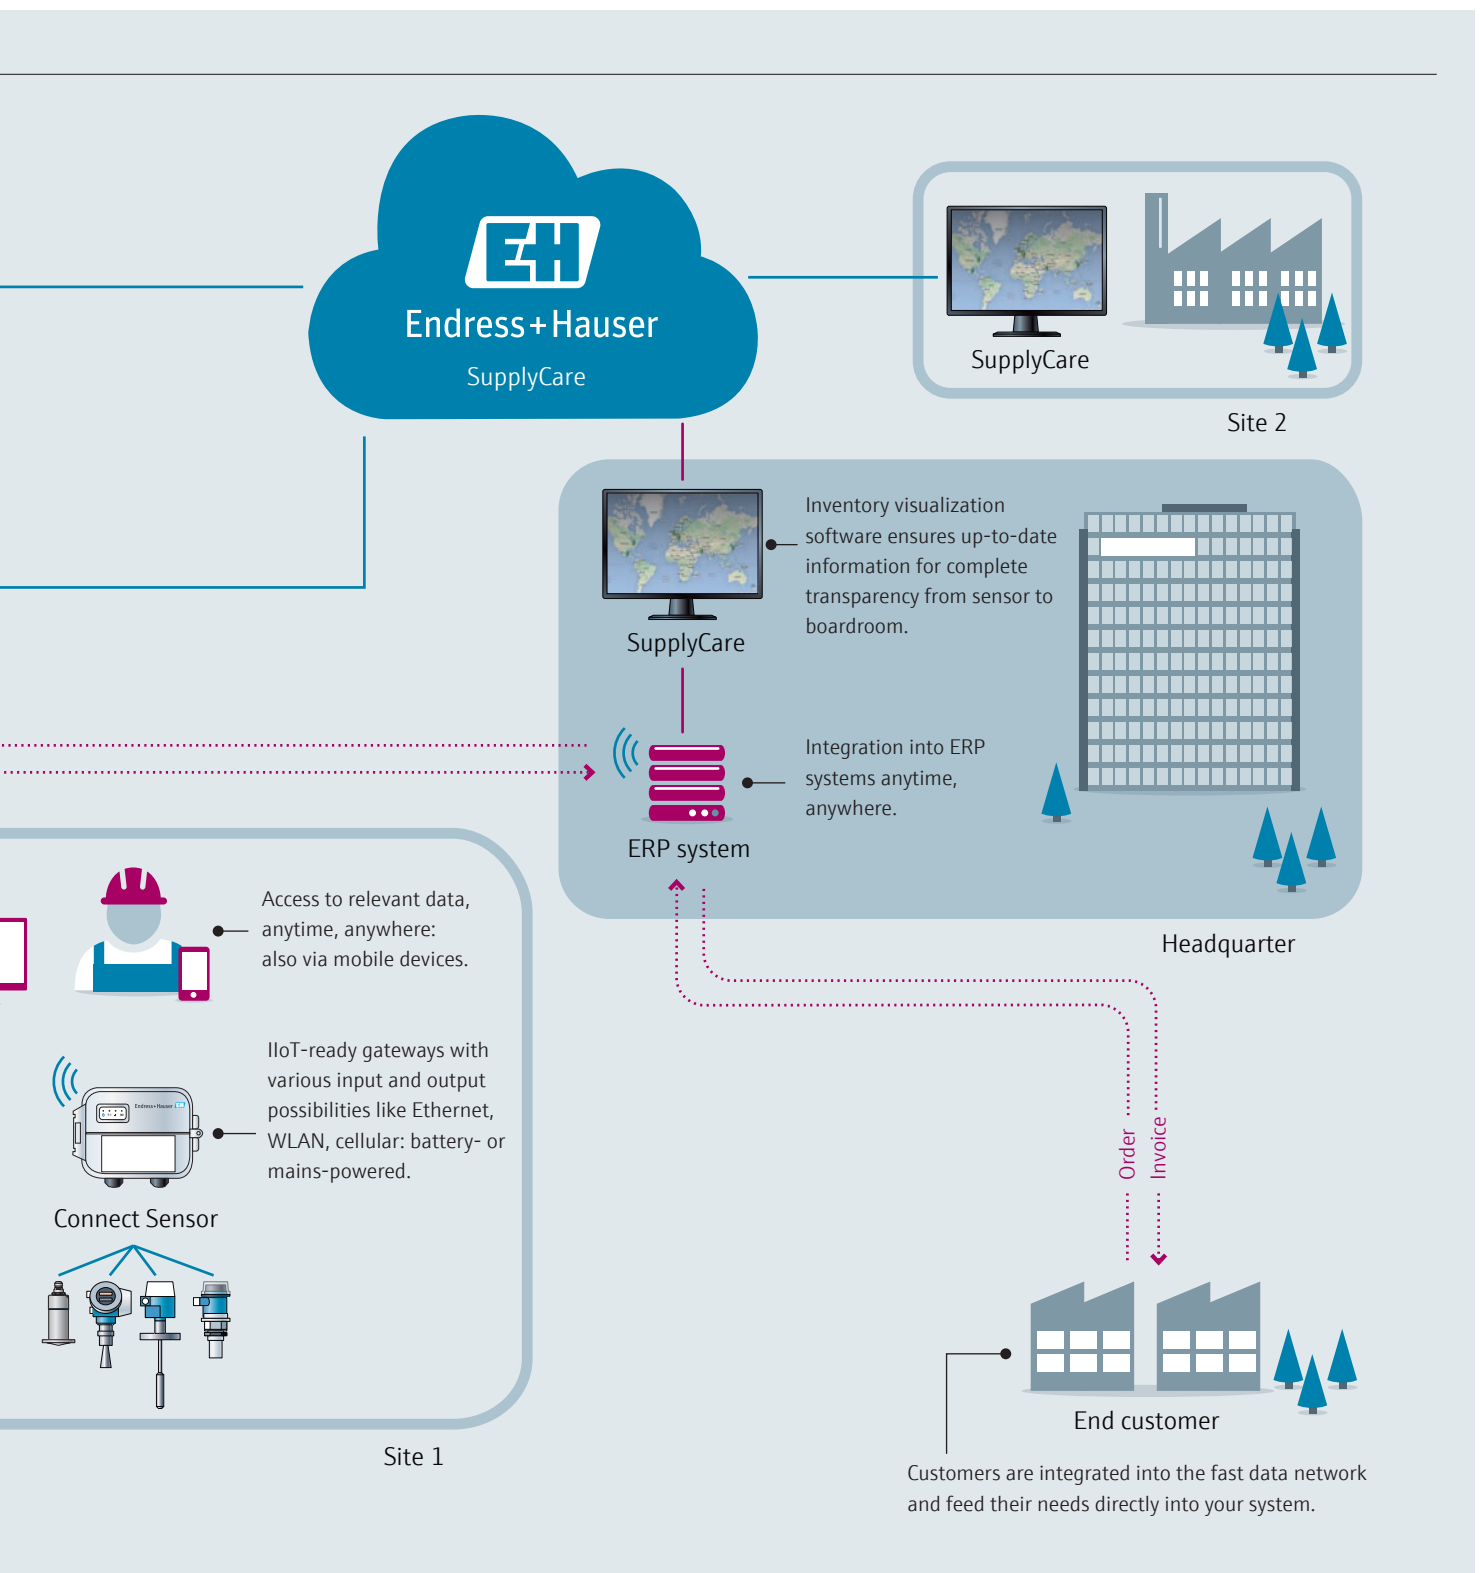 EH
Endress+Hauser
SupplyCare
SupplyCare
Site 2
Inventory visualization
software ensures up-to-date
information for complete
transparency from sensor to
boardroom.
SupplyCare
Integration into ERP
systems anytime,
anywhere.
ERP system
Headquarter
Access to relevant data,
anytime, anywhere:
also via mobile devices.
IIoT-ready gateways with
various input and output
possibilities like Ethernet,
WLAN, cellular: battery- or
mains-powered.
Endress+Hauser
Connect Sensor
Site 1
Order
Invoice
End customer
Customers are integrated into the fast data network
and feed their needs directly into your system.